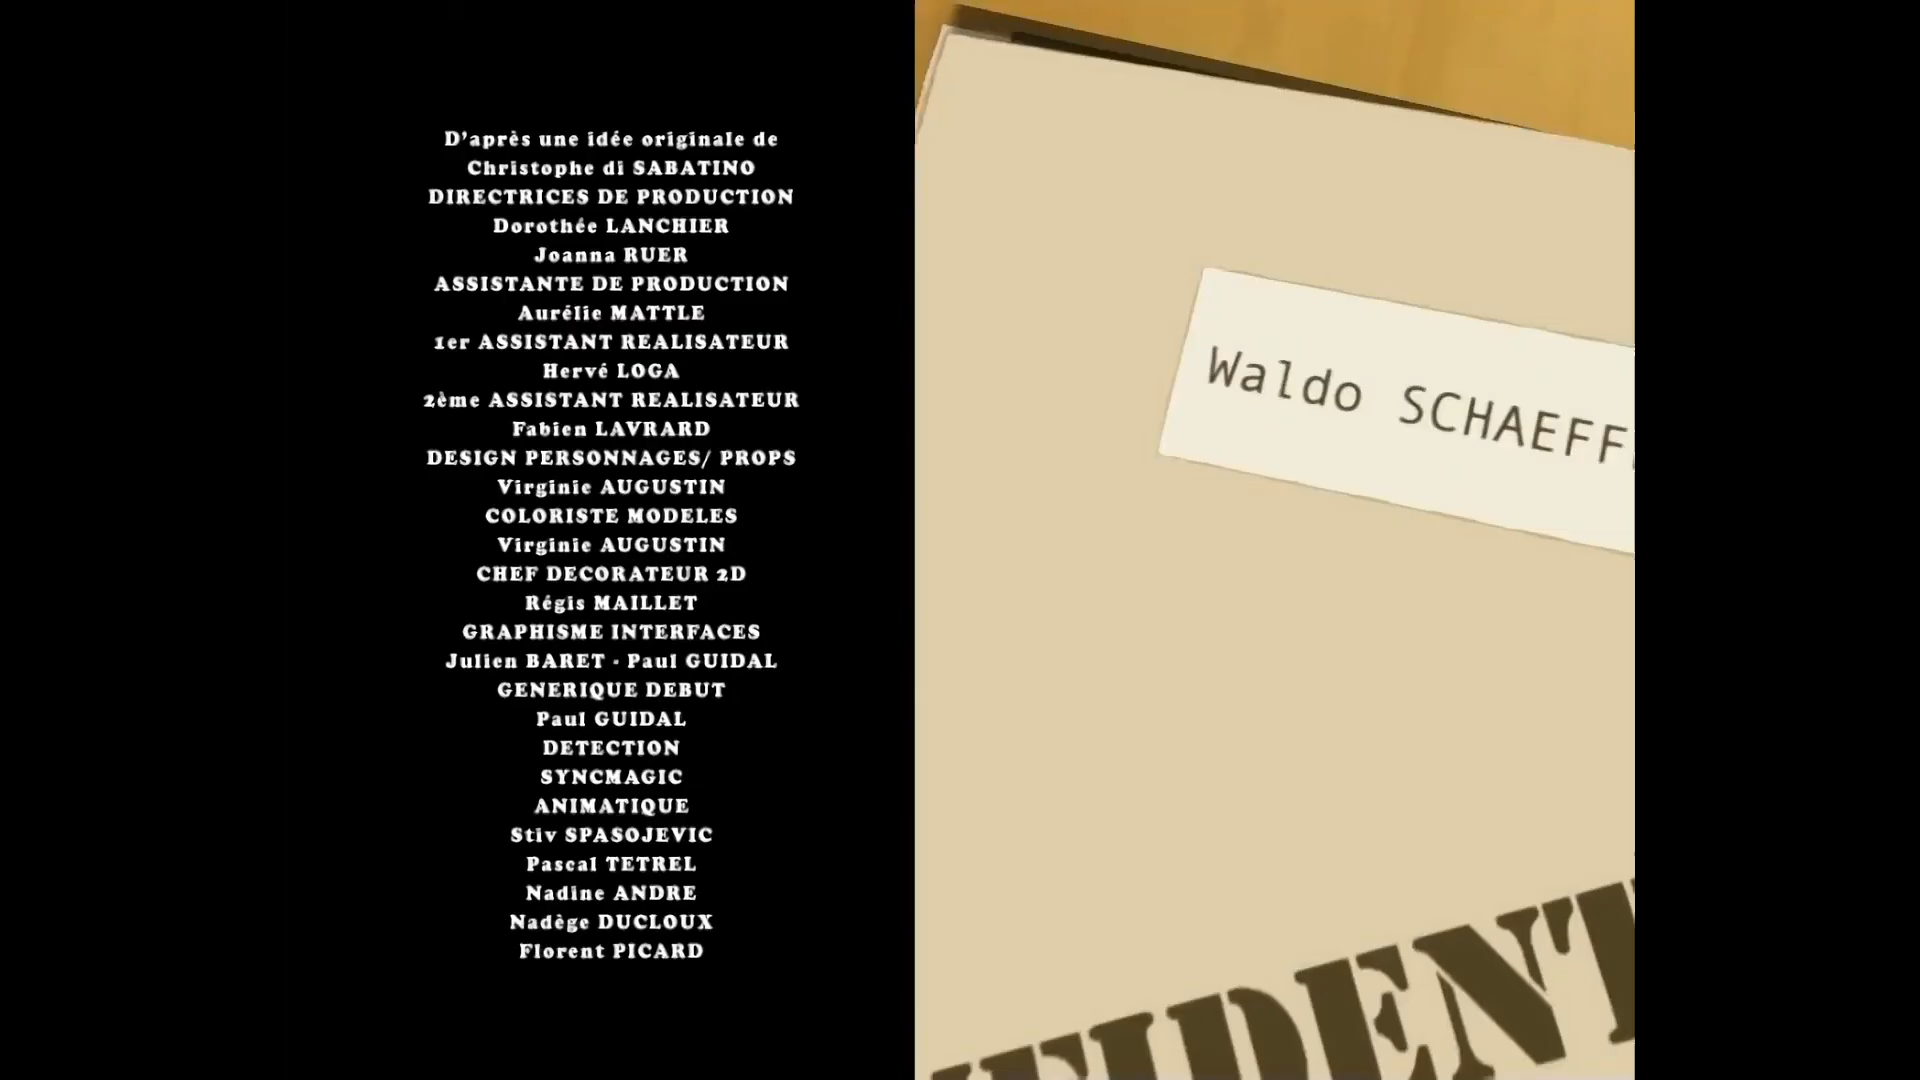 D'après une idée originale de
Christophe di SABATINO
DIRECTRICES DE PRODUCTION
Dorothée LANCHIER
Joanna RUER
ASSISTANTE DE PRODUCTION
Aurélie MATTLE
1er ASSISTANT REALISATEUR
Hervé LOGA
2ème ASSISTANT REALISATEUR
Fabien LAVRARD
DESIGN PERSONNAGES/ PROPS
Virginie AUGUSTIN
COLORISTE MODELES
Virginie AUGUSTIN
CHEF DECORATEUR 2D
Régis MAILLET
GRAPHISME INTERFACES
Julien BARET - Paul GUIDAL
GENERIQUE DEBUT
Paul GUIDAL
DETECTION
SYNCMAGIC
ANIMATIQUE
Stiv SPASOJEVIC
Pascal TETREL
Nadine ANDRE
Nadège DUCLOUX
Florent PICARD
Waldo SCHAEFF
FIDENT